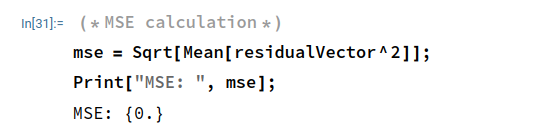 In[31]:= (*MSE calculation*)
mse = Sqrt[Mean[residualVector^2]];
Print["MSE: ", mse];
MSE: {0.}